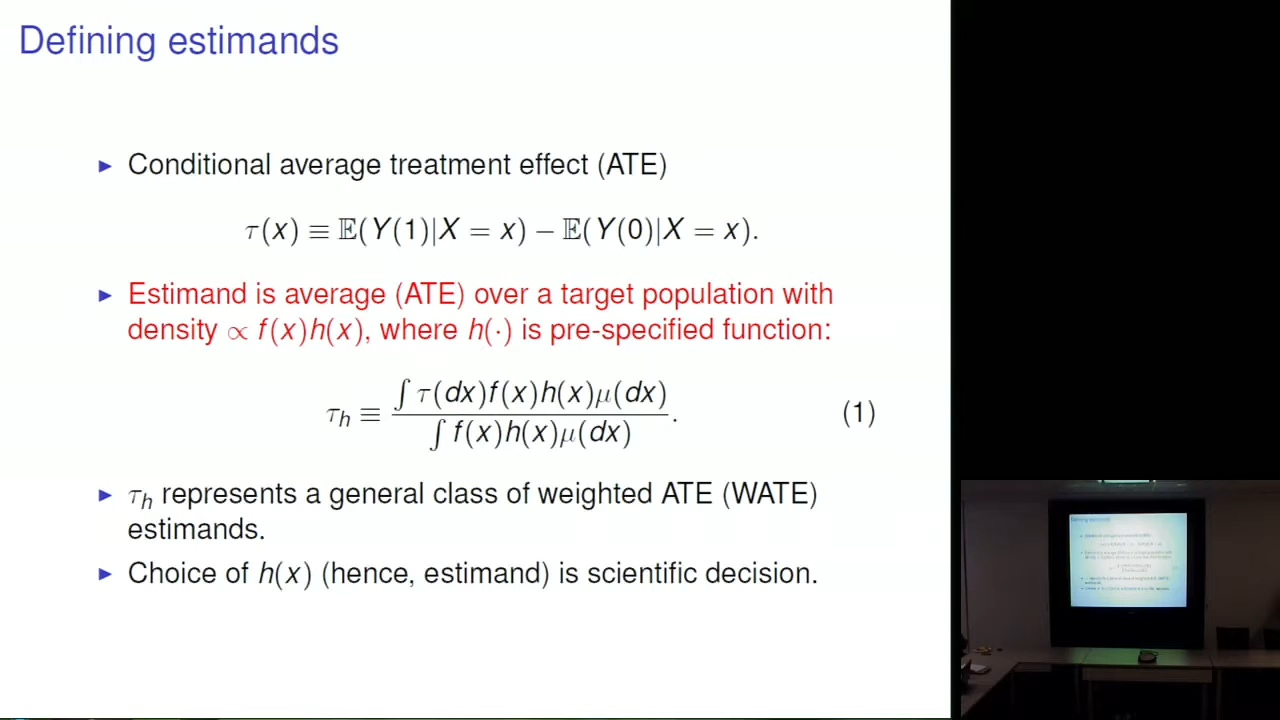 Defining estimands
▶ Conditional average treatment effect (ATE)
τ(x) ≡ 𝔼(Y(1)|X = x) − 𝔼(Y(0)|X = x).
▶ Estimand is average (ATE) over a target population with
density ∝ f(x)h(x), where h(·) is pre-specified function:
τ_h ≡ ∫ τ(dx)f(x)h(x)μ(dx) / ∫ f(x)h(x)μ(dx). (1)
▶ τ_h represents a general class of weighted ATE (WATE)
estimands.
▶ Choice of h(x) (hence, estimand) is scientific decision.
Defining estimands